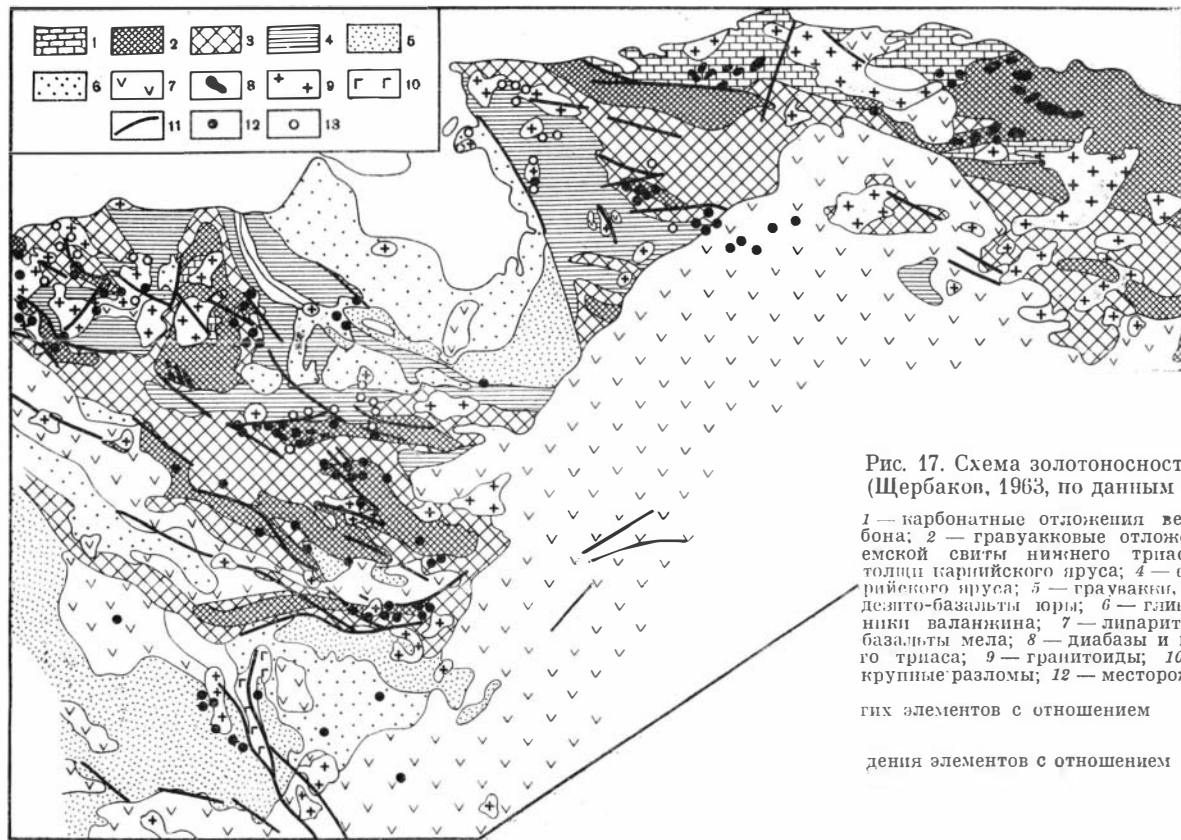 1 2 3 4 5
6 7 8 9 10
11 12 13
Рис. 17. Схема золотоносност
(Щербаков, 1963, по данным
1 — карбонатные отложения ве
бона; 2 — гравуакковые отлож
емской свиты нижнего триас
толщи карнийского яруса; 4 — 
рийского яруса; 5 — граувакки,
дезито-базальты юры; 6 — гли
ники валанжина; 7 — липарит
базальты мела; 8 — диабазы и
го триаса; 9 — гранитоиды; 10
крупные разломы; 12 — месторо
гих элементов с отношением
дения элементов с отношением